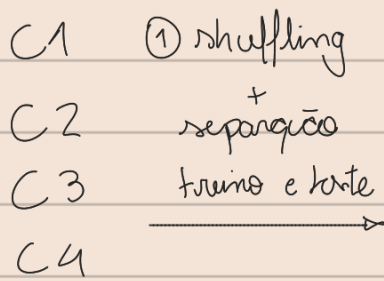 C1 ① shuffling
+
C2 separação
C3 treino e teste
C4